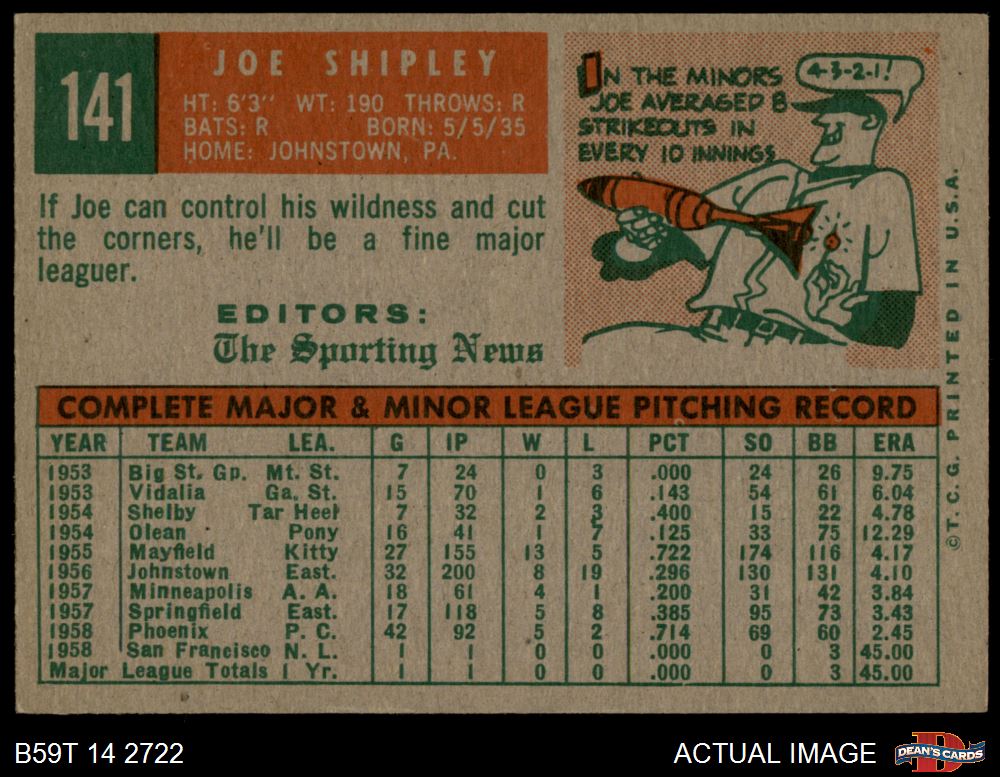 141
JOE SHIPLEY
HT: 6'3" WT: 190 THROWS: R
BATS: R BORN: 5/5/35
HOME: JOHNSTOWN, PA.
IN THE MINORS
JOE AVERAGED 8
STRIKEOUTS IN
EVERY 10 INNINGS
4-3-2-1!
If Joe can control his wildness and cut
the corners, he'll be a fine major
leaguer.
EDITORS:
The Sporting News
COMPLETE MAJOR & MINOR LEAGUE PITCHING RECORD
YEAR TEAM LEA. G IP W L PCT SO BB ERA
1953 Big St. Gp. Mt. St. 7 24 0 3 .000 24 26 9.75
1953 Vidalia Ga. St. 15 70 1 6 .143 54 61 6.04
1954 Shelby Tar Heel 7 32 2 3 .400 15 22 4.78
1954 Olean Pony 16 41 1 7 .125 33 75 12.29
1955 Mayfield Kitty 27 155 13 5 .722 174 116 4.17
1956 Johnstown East. 32 200 8 19 .296 130 131 4.10
1957 Minneapolis A. A. 18 61 4 1 .200 31 42 3.84
1957 Springfield East. 17 118 5 8 .385 95 73 3.43
1958 Phoenix P. C. 42 92 5 2 .714 69 60 2.45
1958 San Francisco N. L. 1 1 0 0 .000 0 3 45.00
Major League Totals 1 Yr. 1 1 0 0 .000 0 3 45.00
©T. C. G. PRINTED IN U.S.A.
B59T 14 2722
ACTUAL IMAGE
D
DEAN'S CARDS